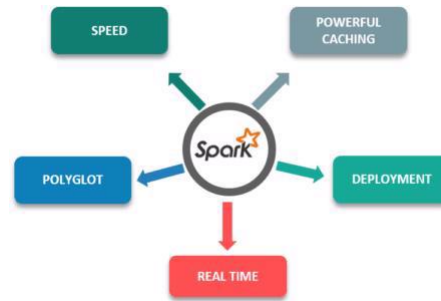 SPEED
POWERFUL
CACHING
Spark
POLYGLOT
DEPLOYMENT
REAL TIME